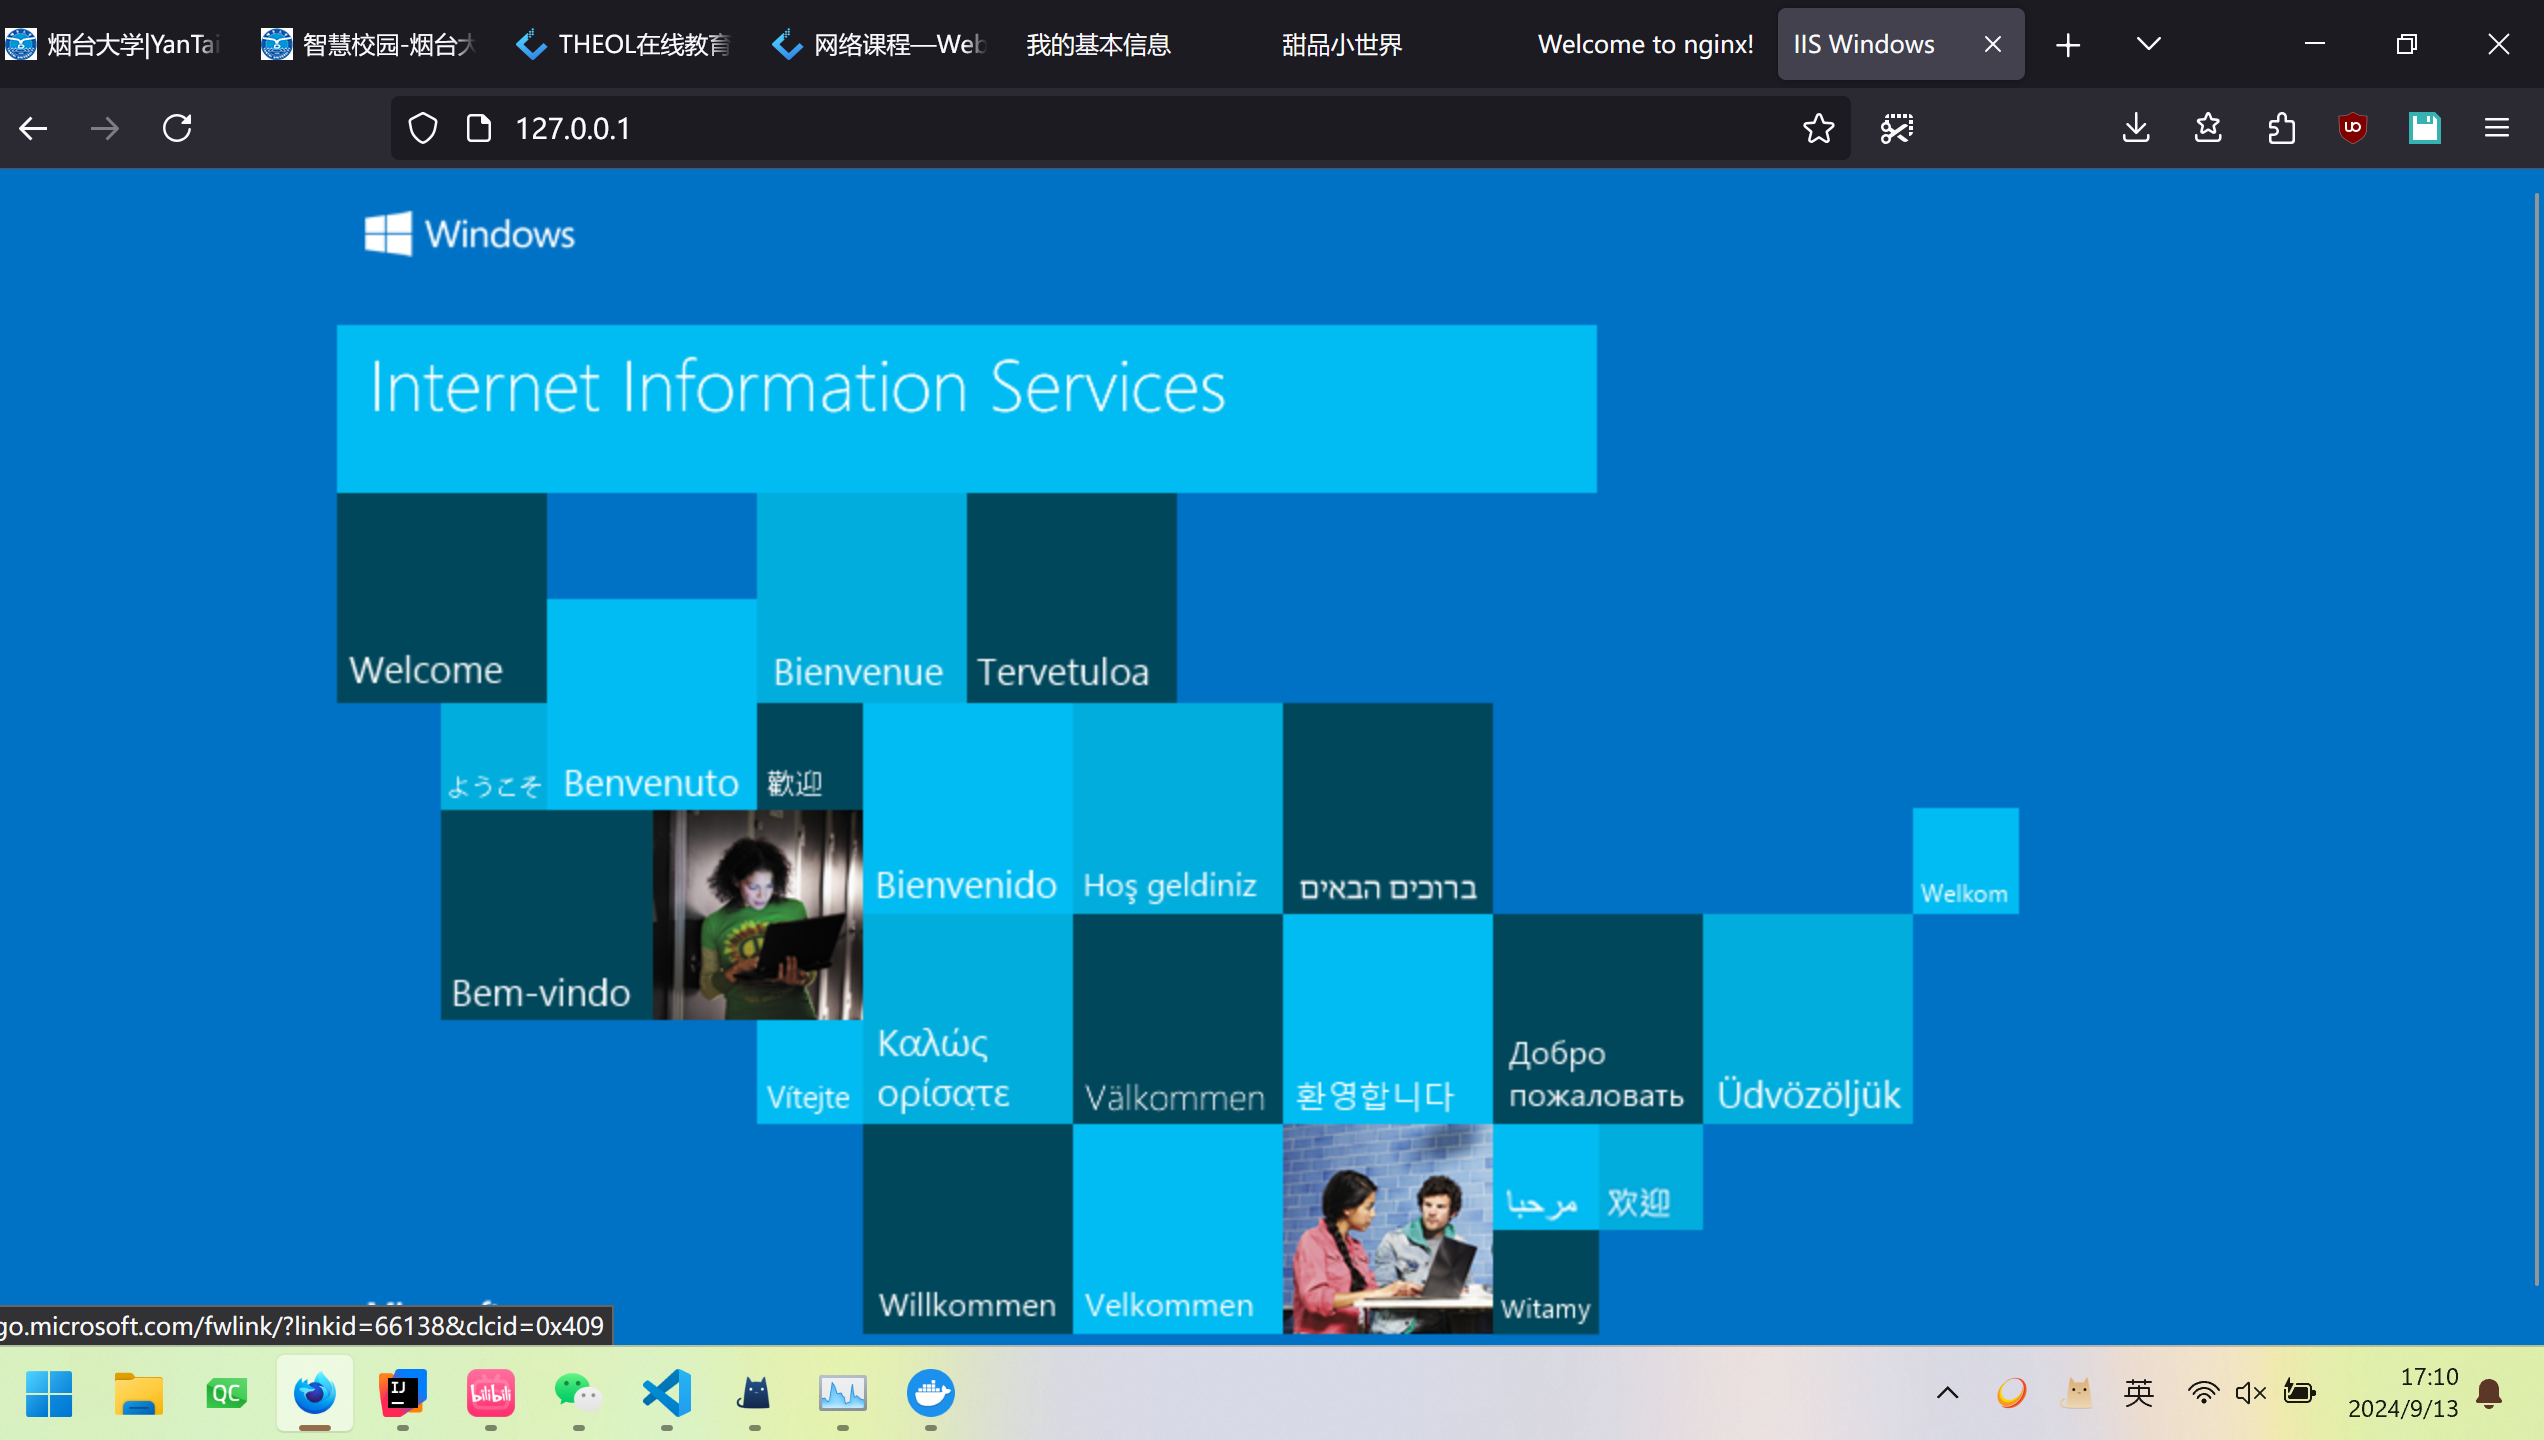 烟台大学|YanTai
智慧校园-烟台大
THEOL在线教育
网络课程—Web
我的基本信息
甜品小世界
Welcome to nginx!
IIS Windows
127.0.0.1
Windows
Internet Information Services
Welcome
Bienvenue
Tervetuloa
ようこそ
Benvenuto
歡迎
Bienvenido
Hoş geldiniz
ברוכים הבאים
Welkom
Bem-vindo
Vítejte
Καλώς
ορίσατε
Välkommen
환영합니다
Добро
пожаловать
Üdvözöljük
Willkommen
Velkommen
مرحبا
欢迎
Witamy
go.microsoft.com/fwlink/?linkid=66138&clcid=0x409
QC
IJ
bilibili
英
17:10
2024/9/13